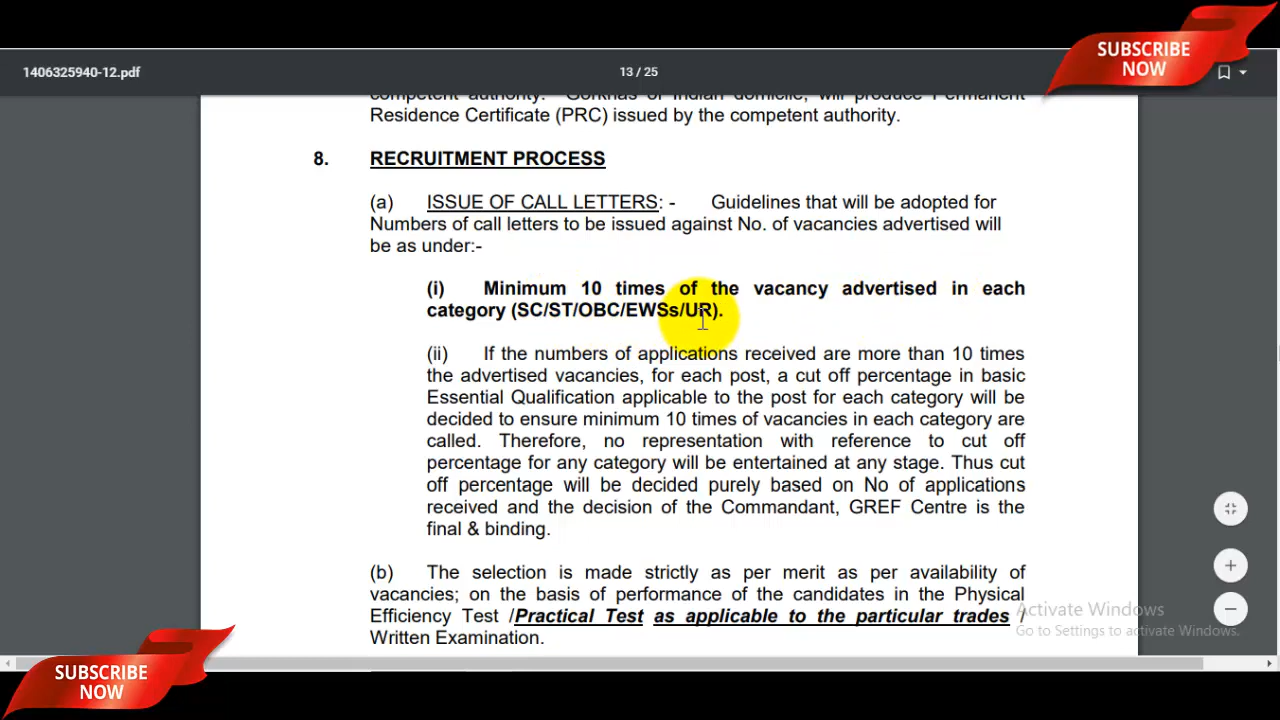 SUBSCRIBE
NOW
1406325940-12.pdf
13 / 25
competent authority. Gorkhas of Indian domicile, will produce Permanent
Residence Certificate (PRC) issued by the competent authority.
8. RECRUITMENT PROCESS
(a) ISSUE OF CALL LETTERS: - Guidelines that will be adopted for
Numbers of call letters to be issued against No. of vacancies advertised will
be as under:-
(i) Minimum 10 times of the vacancy advertised in each
category (SC/ST/OBC/EWSs/UR).
(ii) If the numbers of applications received are more than 10 times
the advertised vacancies, for each post, a cut off percentage in basic
Essential Qualification applicable to the post for each category will be
decided to ensure minimum 10 times of vacancies in each category are
called. Therefore, no representation with reference to cut off
percentage for any category will be entertained at any stage. Thus cut
off percentage will be decided purely based on No of applications
received and the decision of the Commandant, GREF Centre is the
final & binding.
(b) The selection is made strictly as per merit as per availability of
vacancies; on the basis of performance of the candidates in the Physical
Efficiency Test /Practical Test as applicable to the particular trades /
Written Examination.
Activate Windows
Go to Settings to activate Windows.
SUBSCRIBE
NOW